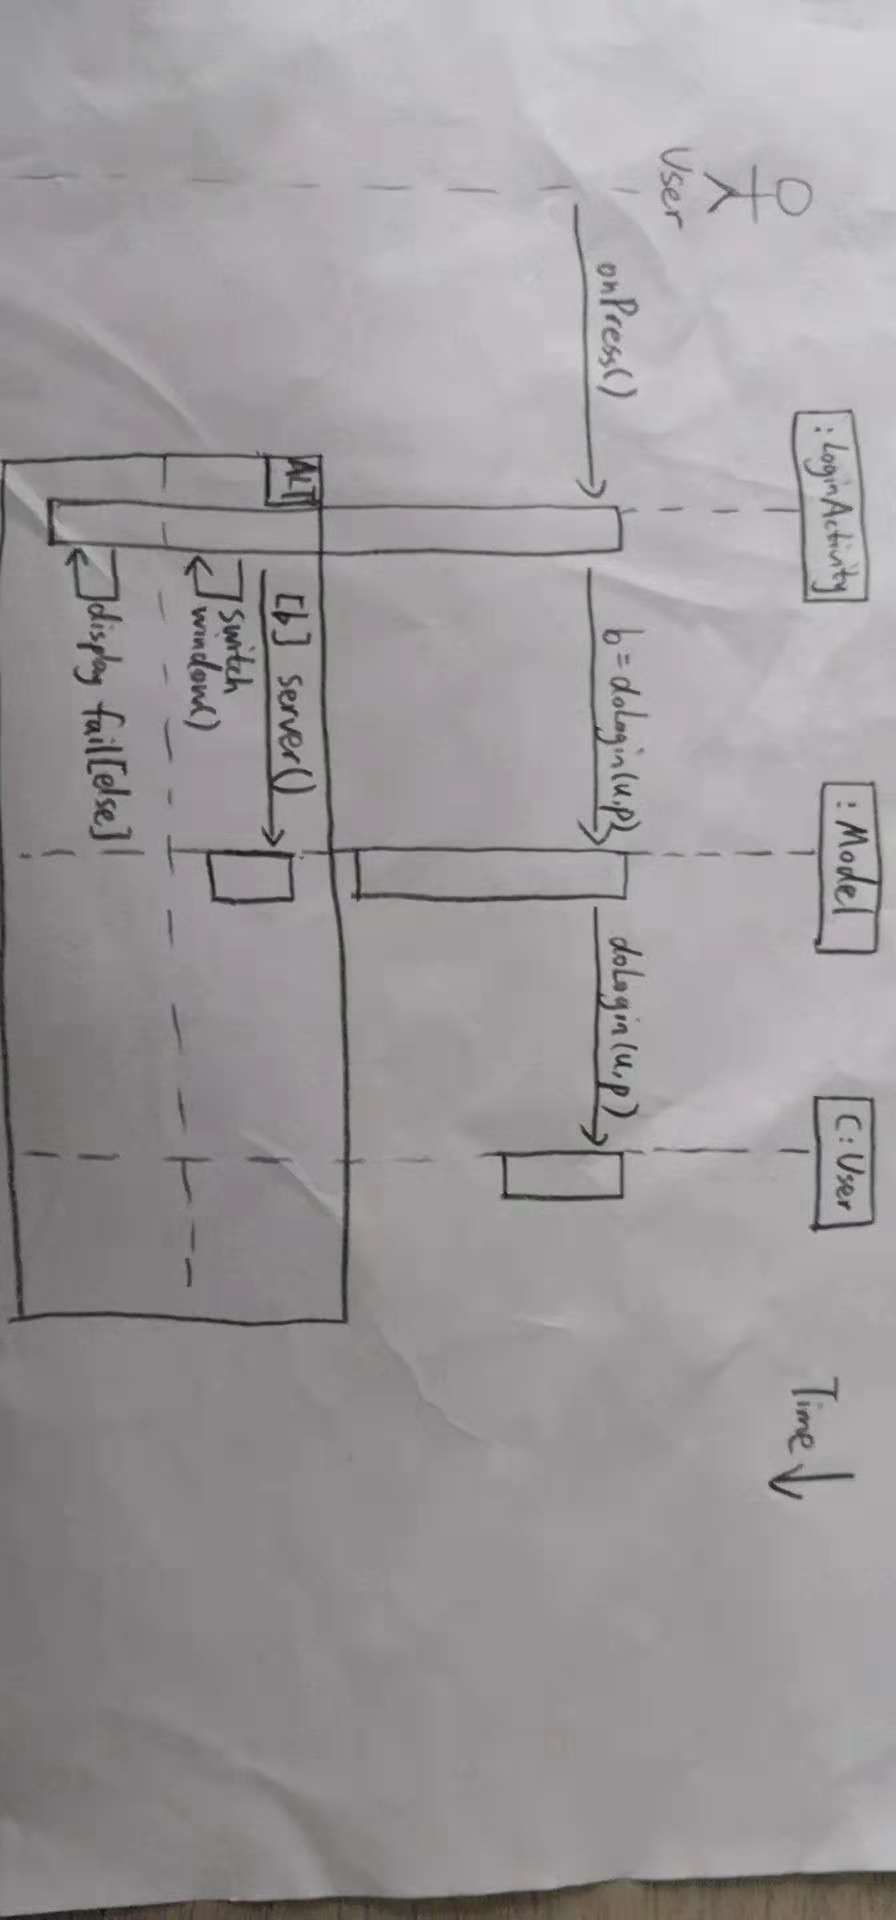 User
:LoginActivity
:Model
C:User
Time
onPress()
b=doLogin(u,p)
doLogin(u,p)
ALT
[b] server()
switch
window()
display fail[else]